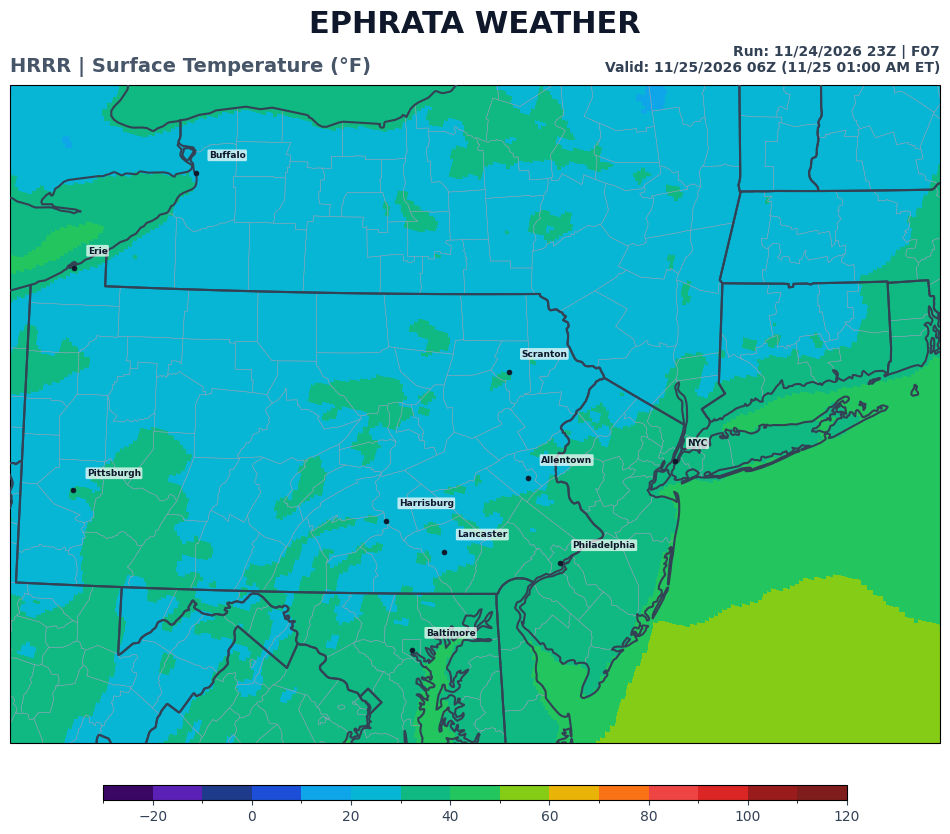 EPHRATA WEATHER
HRRR | Surface Temperature (°F)
Run: 11/24/2026 23Z | F07
Valid: 11/25/2026 06Z (11/25 01:00 AM ET)
Buffalo
Erie
Scranton
NYC
Allentown
Pittsburgh
Harrisburg
Lancaster
Philadelphia
Baltimore
−20 0 20 40 60 80 100 120